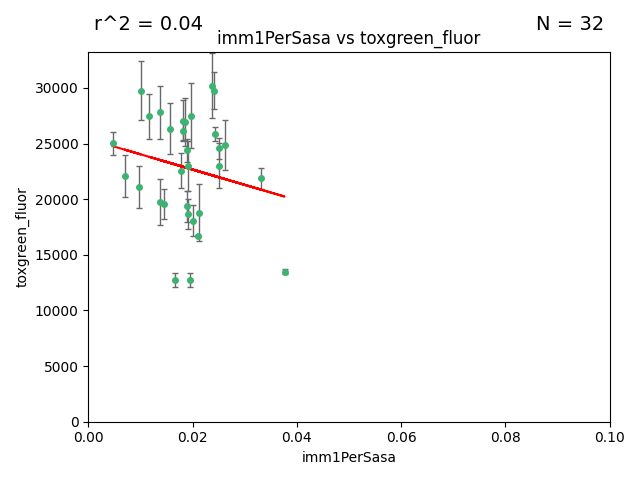 r^2 = 0.04
N = 32
imm1PerSasa vs toxgreen_fluor
30000
25000
20000
15000
10000
5000
0
toxgreen_fluor
0.00 0.02 0.04 0.06 0.08 0.10
imm1PerSasa